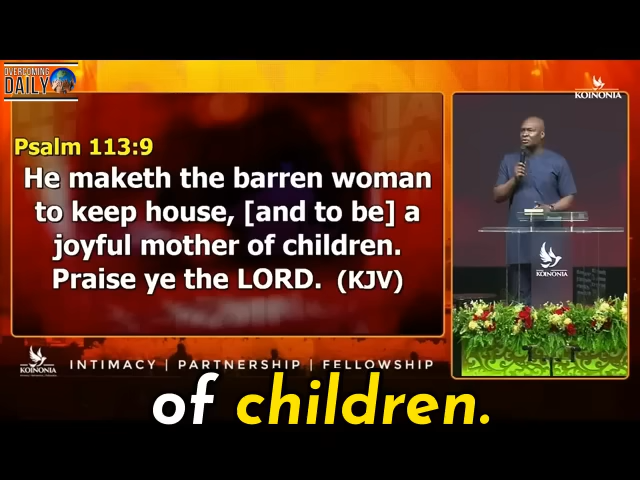 OVERCOMING
DAILY
KOINONIA
Psalm 113:9
He maketh the barren woman
to keep house, [and to be] a
joyful mother of children.
Praise ye the LORD. (KJV)
KOINONIA
KOINONIA
INTIMACY | PARTNERSHIP | FELLOWSHIP
of children.